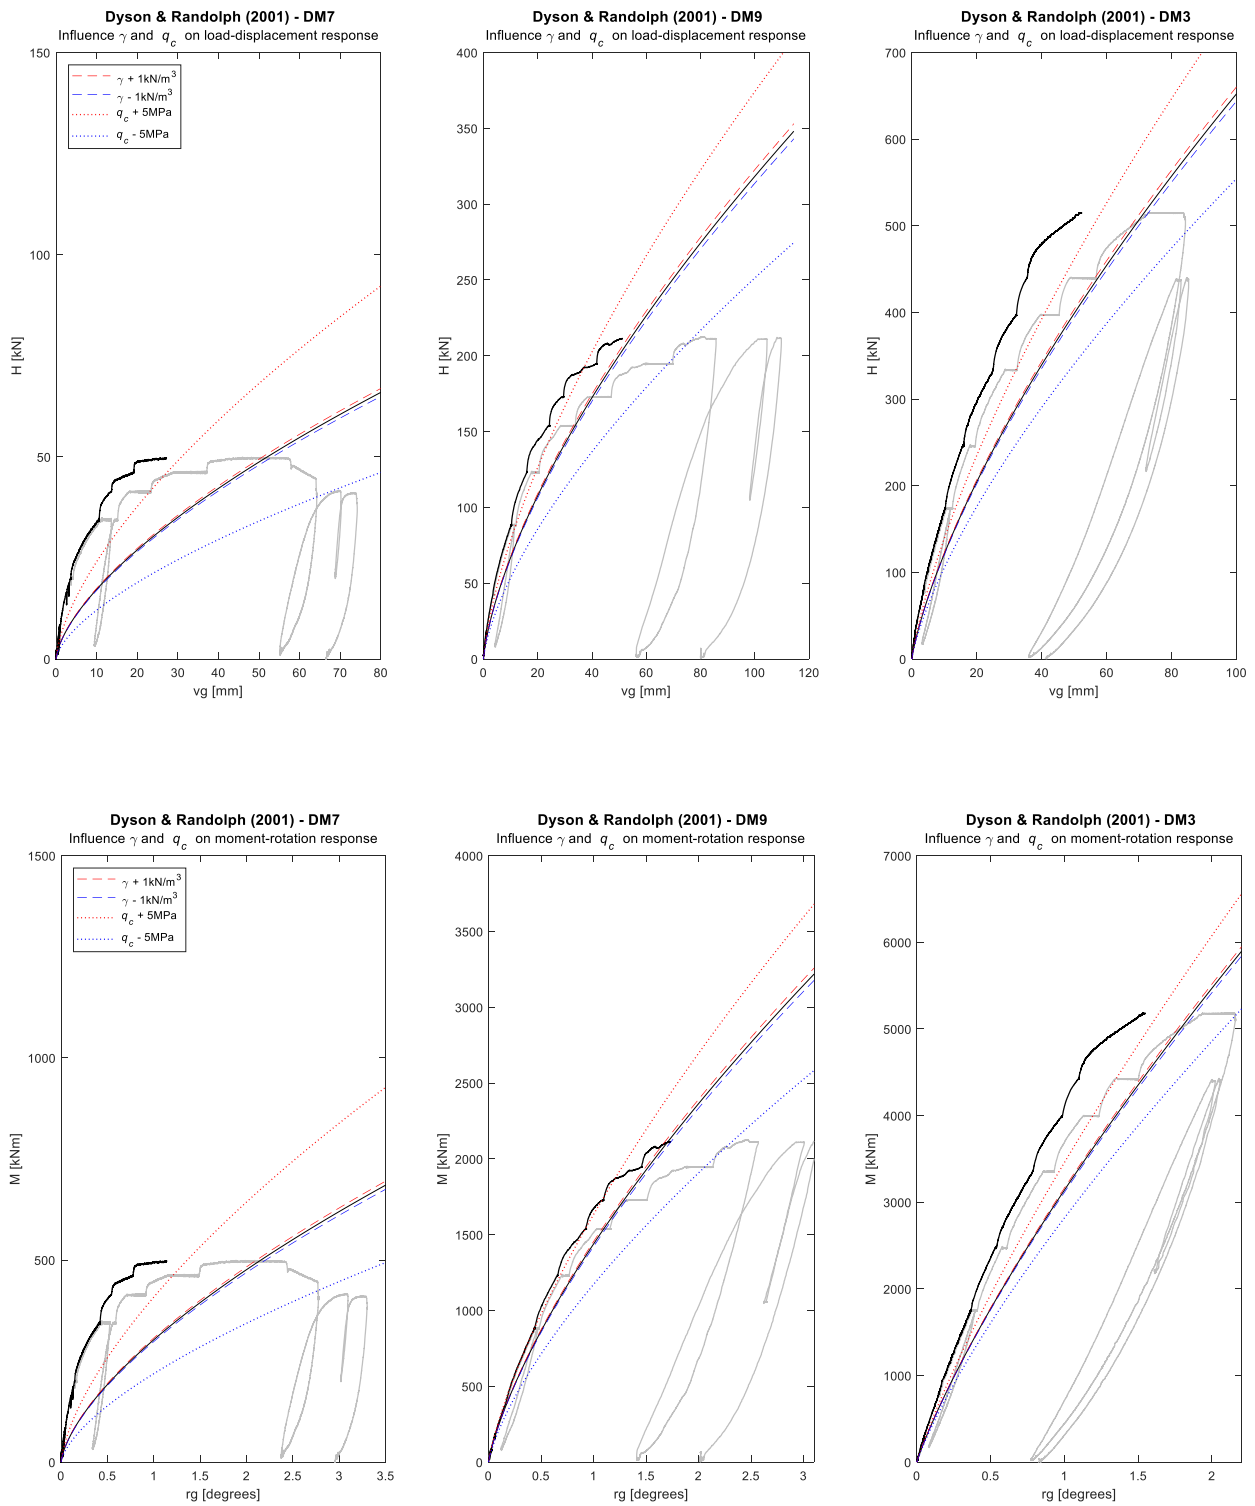 Dyson & Randolph (2001) - DM7
Influence γ and q_c on load-displacement response
150
100
50
0
H [kN]
γ + 1kN/m³
γ - 1kN/m³
q_c + 5MPa
q_c - 5MPa
0 10 20 30 40 50 60 70 80
vg [mm]
Dyson & Randolph (2001) - DM9
Influence γ and q_c on load-displacement response
400
350
300
250
200
150
100
50
0
H [kN]
0 20 40 60 80 100 120
vg [mm]
Dyson & Randolph (2001) - DM3
Influence γ and q_c on load-displacement response
700
600
500
400
300
200
100
0
H [kN]
0 20 40 60 80 100
vg [mm]
Dyson & Randolph (2001) - DM7
Influence γ and q_c on moment-rotation response
1500
1000
500
0
M [kNm]
γ + 1kN/m³
γ - 1kN/m³
q_c + 5MPa
q_c - 5MPa
0 0.5 1 1.5 2 2.5 3 3.5
rg [degrees]
Dyson & Randolph (2001) - DM9
Influence γ and q_c on moment-rotation response
4000
3500
3000
2500
2000
1500
1000
500
0
M [kNm]
0 0.5 1 1.5 2 2.5 3
rg [degrees]
Dyson & Randolph (2001) - DM3
Influence γ and q_c on moment-rotation response
7000
6000
5000
4000
3000
2000
1000
0
M [kNm]
0 0.5 1 1.5 2
rg [degrees]